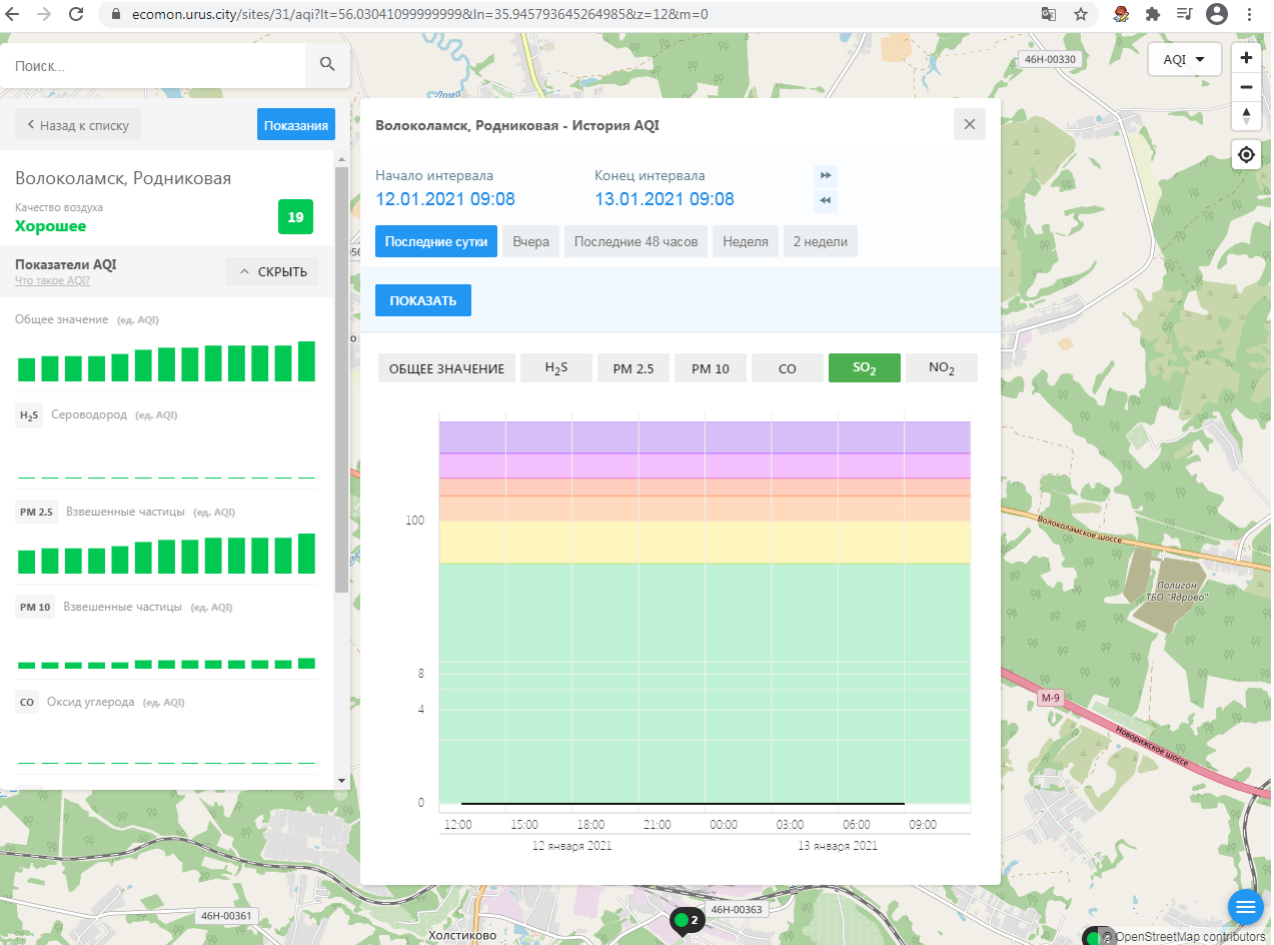 ecomon.urus.city/sites/31/aqi?lt=56.03041099999999&ln=35.945793645264985&z=12&m=0
Поиск...
46Н-00330
AQI
Лама
Назад к списку
Показания
Волоколамск, Родниковая
Качество воздуха
Хорошее
19
Показатели AQI
Что такое AQI?
СКРЫТЬ
Общее значение (ед. AQI)
H2S Сероводород (ед. AQI)
PM 2.5 Взвешенные частицы (ед. AQI)
PM 10 Взвешенные частицы (ед. AQI)
CO Оксид углерода (ед. AQI)
Волоколамск, Родниковая - История AQI
Начало интервала
12.01.2021 09:08
Конец интервала
13.01.2021 09:08
Последние сутки
Вчера
Последние 48 часов
Неделя
2 недели
ПОКАЗАТЬ
ОБЩЕЕ ЗНАЧЕНИЕ
H2S
PM 2.5
PM 10
CO
SO2
NO2
100
8
4
0
12:00
15:00
18:00
21:00
00:00
03:00
06:00
09:00
12 января 2021
13 января 2021
Волоколамское шоссе
Полигон
ТБО "Ядрово"
М-9
Новорижское шоссе
46Н-00361
46Н-00363
2
Холстиково
© OpenStreetMap contributors